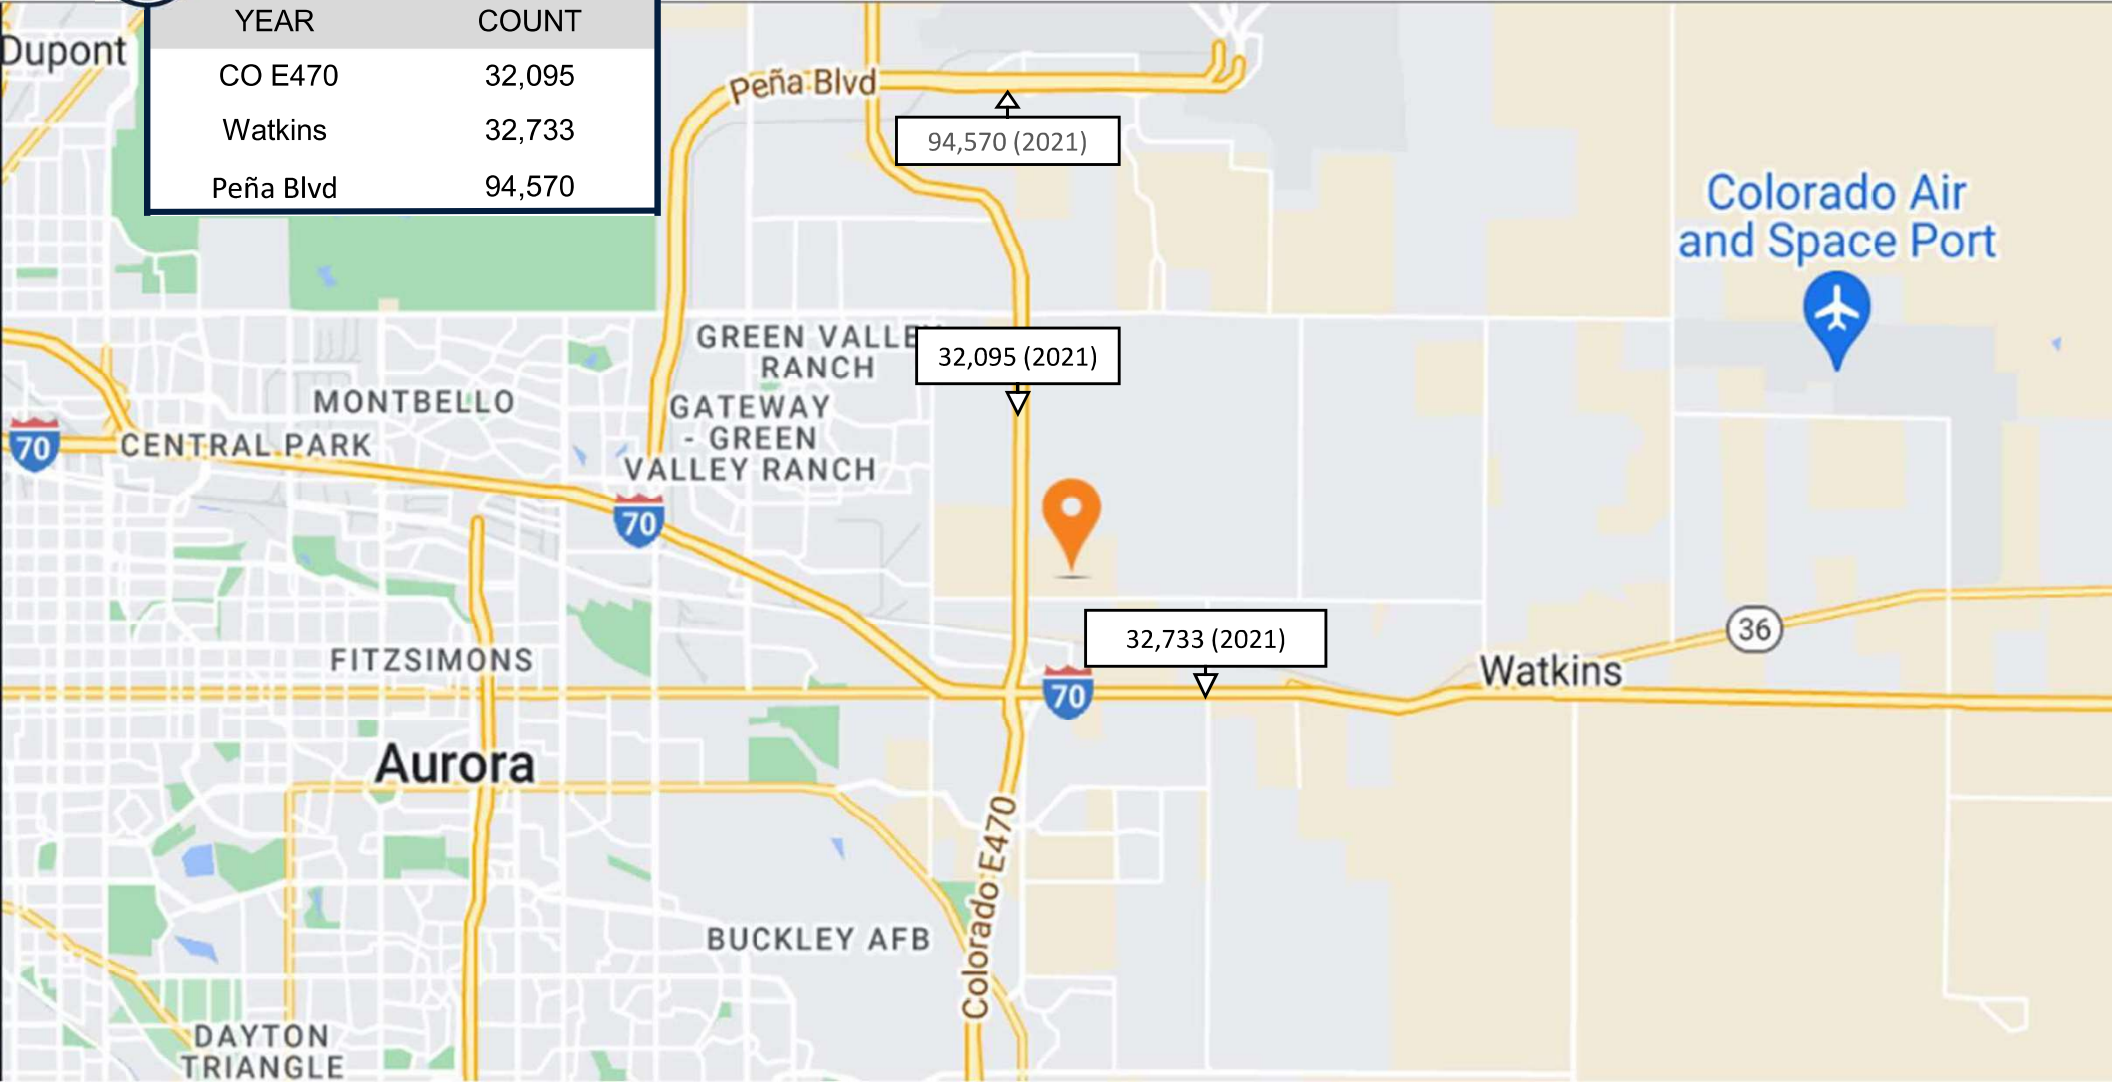 YEAR COUNT
CO E470 32,095
Watkins 32,733
Peña Blvd 94,570
Dupont
Peña Blvd
94,570 (2021)
Colorado Air
and Space Port
GREEN VALLE
RANCH
32,095 (2021)
MONTBELLO
GATEWAY
- GREEN
VALLEY RANCH
70
CENTRAL PARK
70
36
32,733 (2021)
FITZSIMONS
Watkins
70
Aurora
Colorado E470
BUCKLEY AFB
DAYTON
TRIANGLE